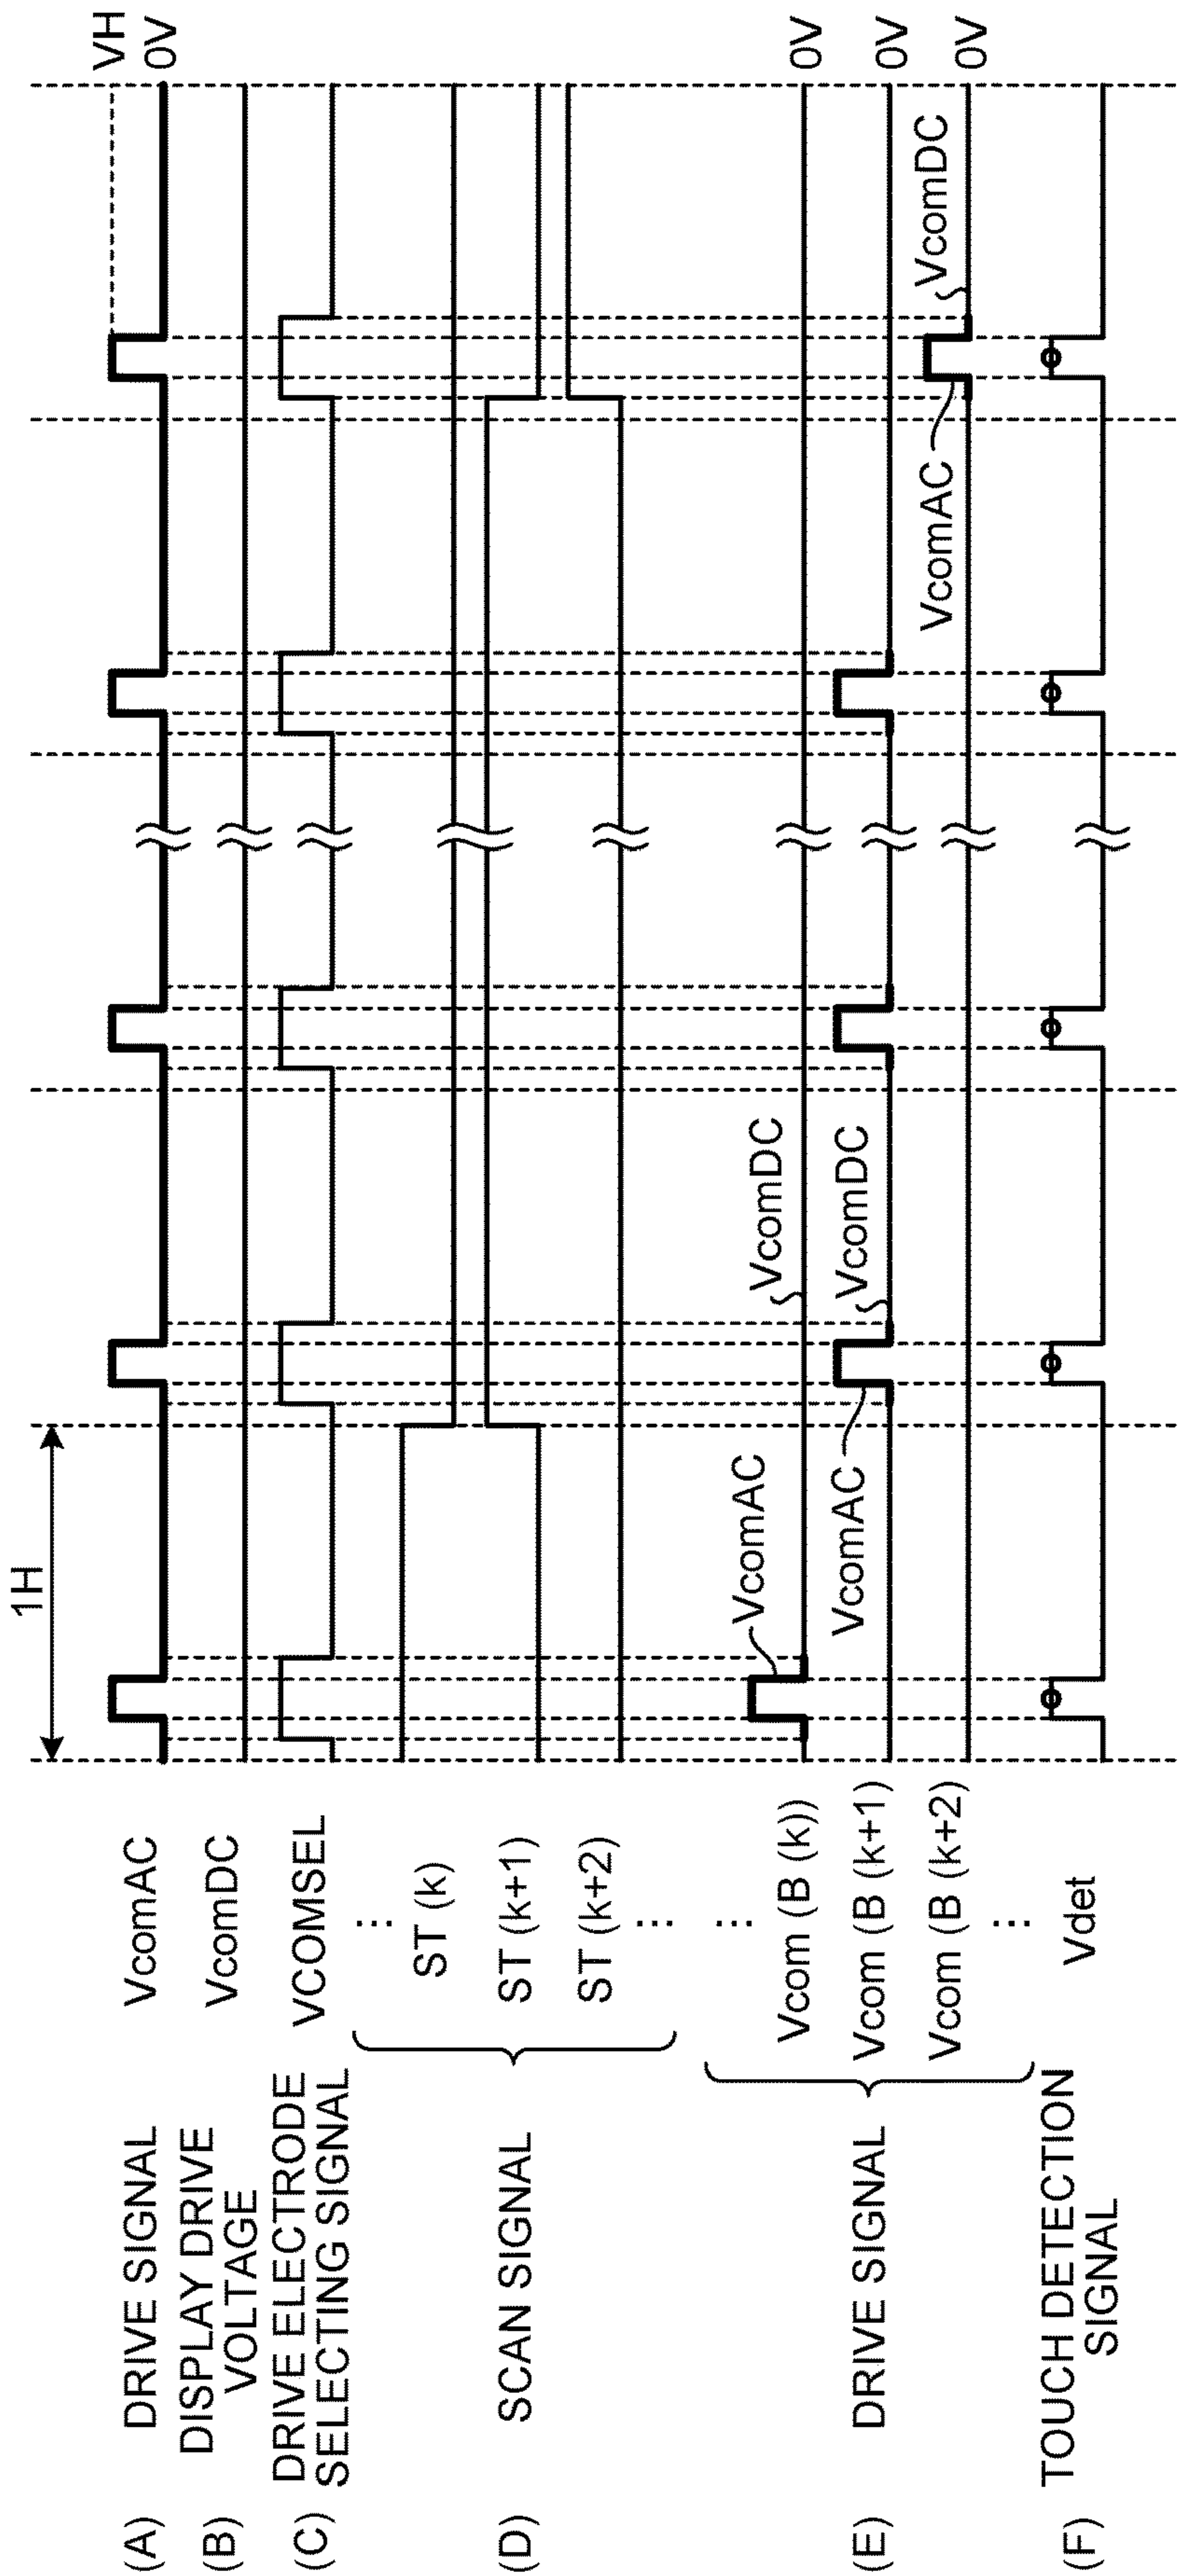 1H
VH
0V
(A) DRIVE SIGNAL VcomAC
(B) DISPLAY DRIVE VOLTAGE VcomDC
(C) DRIVE ELECTRODE SELECTING SIGNAL VCOMSEL
...
(D) SCAN SIGNAL
ST (k)
ST (k+1)
ST (k+2)
...
...
(E) DRIVE SIGNAL
Vcom (B (k))
VcomAC
VcomDC
0V
Vcom (B (k+1)
VcomAC
VcomDC
0V
Vcom (B (k+2)
VcomAC
VcomDC
0V
...
(F) TOUCH DETECTION SIGNAL Vdet